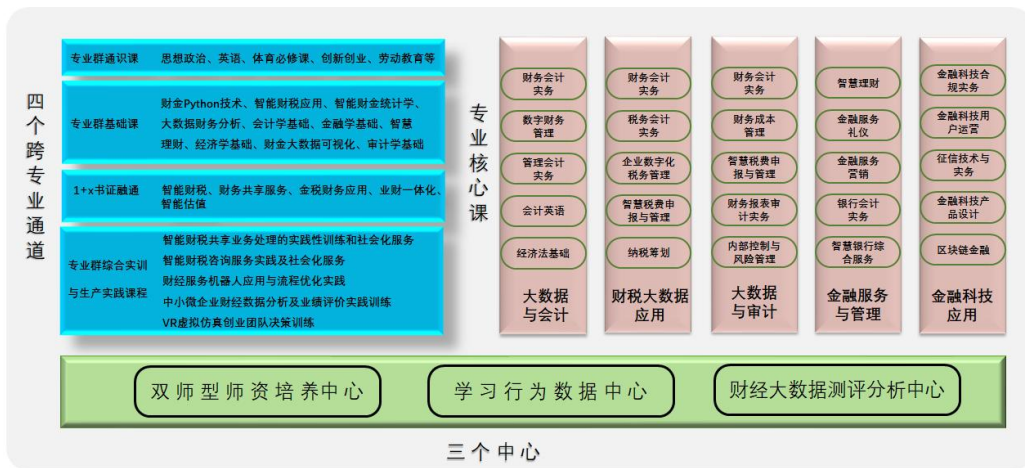 四个跨专业通道
专业群通识课
思想政治、英语、体育必修课、创新创业、劳动教育等
专业群基础课
财金Python技术、智能财税应用、智能财金统计学、
大数据财务分析、会计学基础、金融学基础、智慧
理财、经济学基础、财金大数据可视化、审计学基础
1+x书证融通
智能财税、财务共享服务、金税财务应用、业财一体化、
智能估值
专业群综合实训
与生产实践课程
智能财税共享业务处理的实践性训练和社会化服务
智能财税咨询服务实践及社会化服务
财经服务机器人应用与流程优化实践
中小微企业财经数据分析及业绩评价实践训练
VR虚拟仿真创业团队决策训练
专业核心课
财务会计
实务
数字财务
管理
管理会计
实务
会计英语
经济法基础
大数据
与会计
财务会计
实务
税务会计
实务
企业数字化
税务管理
智慧税费申
报与管理
纳税筹划
财税大数据
应用
财务会计
实务
财务成本
管理
智慧税费申
报与管理
财务报表审
计实务
内部控制与
风险管理
大数据
与审计
智慧理财
金融服务
礼仪
金融服务
营销
银行会计
实务
智慧银行综
合服务
金融服务
与管理
金融科技合
规实务
金融科技用
户运营
征信技术与
实务
金融科技产
品设计
区块链金融
金融科技
应用
双师型师资培养中心
学习行为数据中心
财经大数据测评分析中心
三个中心